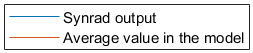 Synrad output
Average value in the model